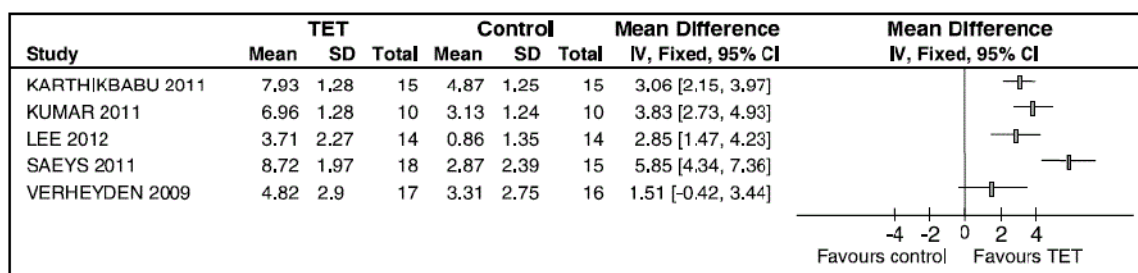 TET Control Mean Difference Mean Difference
Study Mean SD Total Mean SD Total IV, Fixed, 95% CI IV, Fixed, 95% CI
KARTHIKBABU 2011 7.93 1.28 15 4.87 1.25 15 3.06 [2.15, 3.97]
KUMAR 2011 6.96 1.28 10 3.13 1.24 10 3.83 [2.73, 4.93]
LEE 2012 3.71 2.27 14 0.86 1.35 14 2.85 [1.47, 4.23]
SAEYS 2011 8.72 1.97 18 2.87 2.39 15 5.85 [4.34, 7.36]
VERHEYDEN 2009 4.82 2.9 17 3.31 2.75 16 1.51 [-0.42, 3.44]
-4 -2 0 2 4
Favours control Favours TET